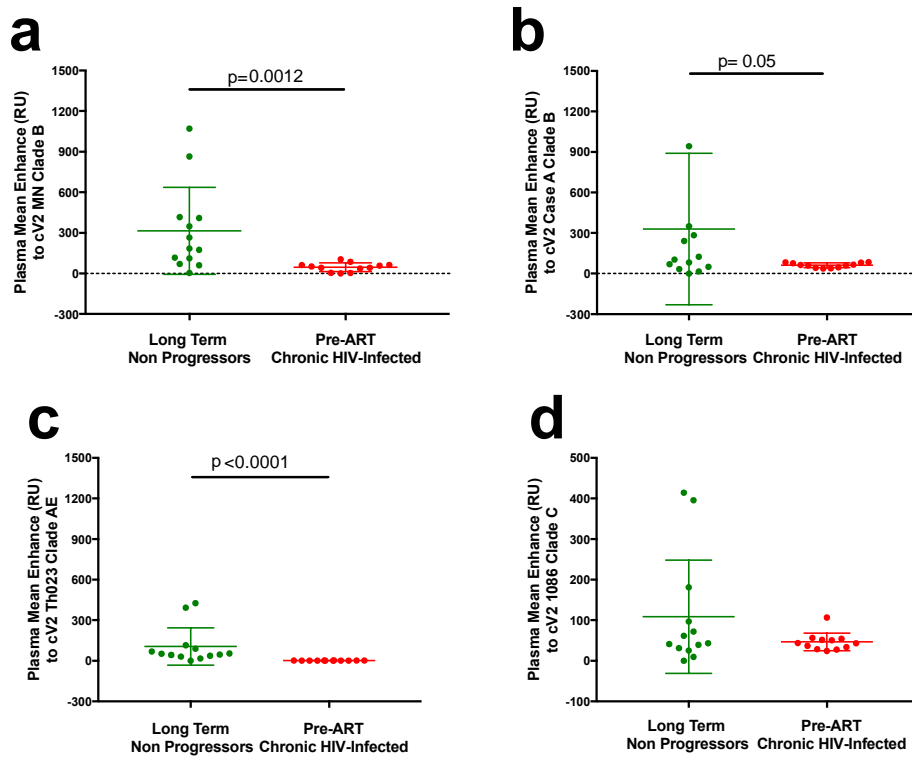 a
Plasma Mean Enhance (RU)
to cV2 MN Clade B
1500
1200
900
600
300
0
-300
p=0.0012
Long Term
Non Progressors
Pre-ART
Chronic HIV-Infected
b
Plasma Mean Enhance (RU)
to cV2 Case A Clade B
1500
1200
900
600
300
0
-300
p= 0.05
Long Term
Non Progressors
Pre-ART
Chronic HIV-Infected
c
Plasma Mean Enhance (RU)
to cV2 Th023 Clade AE
1500
1200
900
600
300
0
-300
p <0.0001
Long Term
Non Progressors
Pre-ART
Chronic HIV-Infected
d
Plasma Mean Enhance (RU)
to cV2 1086 Clade C
500
400
300
200
100
0
-100
Long Term
Non Progressors
Pre-ART
Chronic HIV-Infected